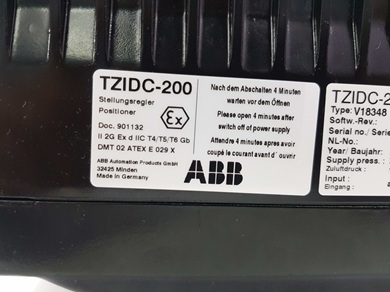 TZIDC-200
Stellungsregler
Positioner
Doc. 901132
II 2G Ex d IIC T4/T5/T6 Gb
DMT 02 ATEX E 029 X
ABB Automation Products GmbH
32425 Minden
Made in Germany
Ex
Nach dem Abschalten 4 Minuten
warten vor dem Öffnen
Please open 4 minutes after
switch off of power supply
Attendre 4 minutes apres avoir
coupè le courant avand d´ouvrir
ABB
TZIDC-2
Type: V18348
Softw.-Rev.:
Serial no./ Serie
NL-No.:
Year/ Baujahr:
Supply press. :
Zuluftdruck :
Input :
Eingang :